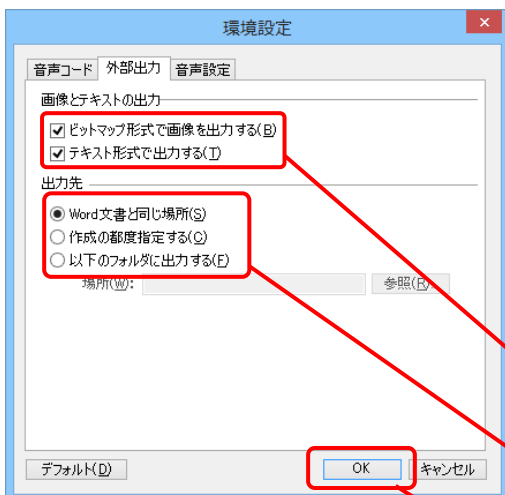 環境設定
×
音声コード 外部出力 音声設定
画像とテキストの出力
ビットマップ形式で画像を出力する(B)
テキスト形式で出力する(T)
出力先
Word文書と同じ場所(S)
作成の都度指定する(C)
以下のフォルダに出力する(F)
場所(W): 参照(R)...
デフォルト(D) OK キャンセル